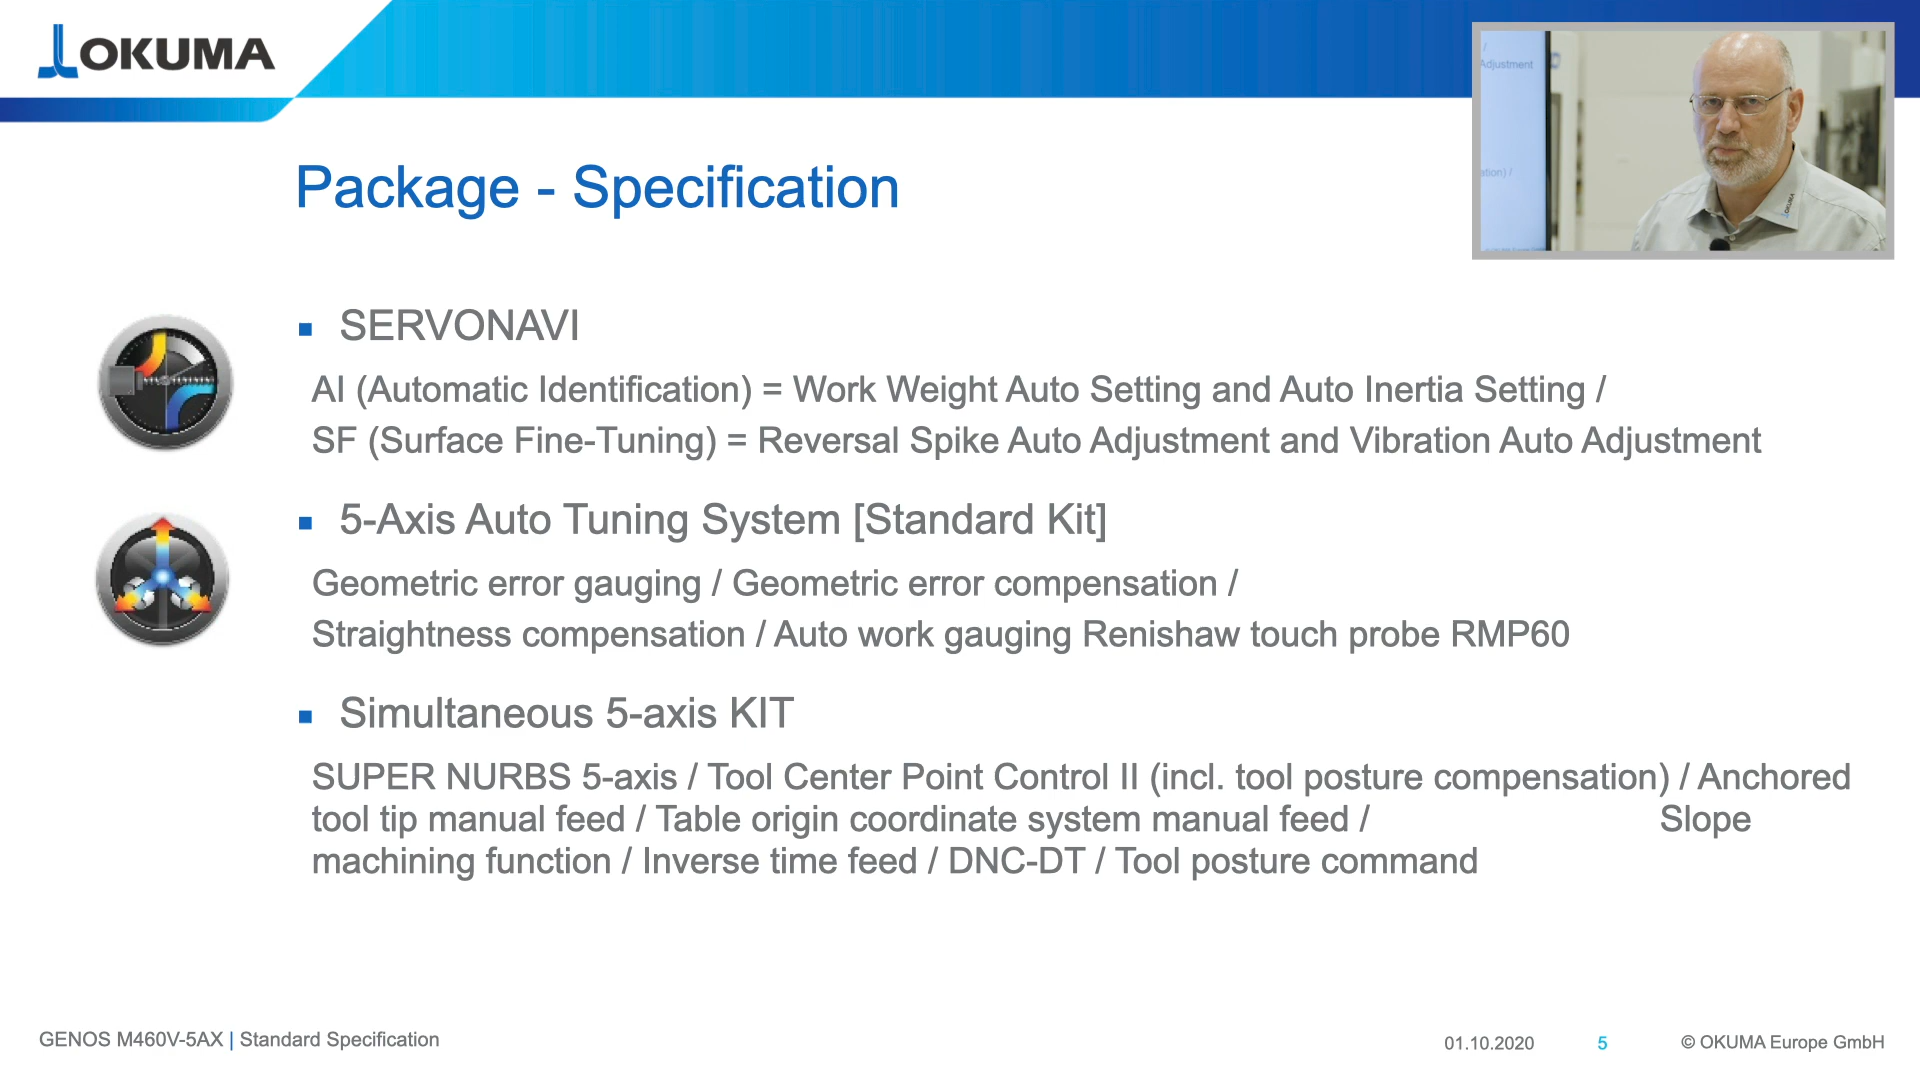 OKUMA
Adjustment
ation) /
OKUMA
Package - Specification
SERVONAVI
AI (Automatic Identification) = Work Weight Auto Setting and Auto Inertia Setting /
SF (Surface Fine-Tuning) = Reversal Spike Auto Adjustment and Vibration Auto Adjustment
5-Axis Auto Tuning System [Standard Kit]
Geometric error gauging / Geometric error compensation /
Straightness compensation / Auto work gauging Renishaw touch probe RMP60
Simultaneous 5-axis KIT
SUPER NURBS 5-axis / Tool Center Point Control II (incl. tool posture compensation) / Anchored
tool tip manual feed / Table origin coordinate system manual feed / Slope
machining function / Inverse time feed / DNC-DT / Tool posture command
GENOS M460V-5AX | Standard Specification
01.10.2020
5
© OKUMA Europe GmbH